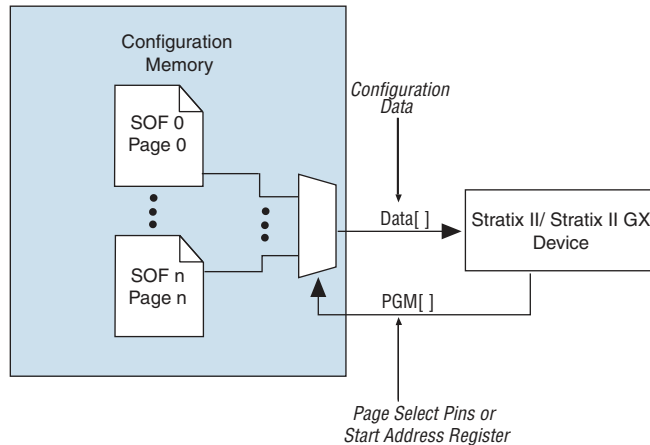 Configuration
Memory
SOF 0
Page 0
SOF n
Page n
Configuration
Data
Data[ ]
Stratix II/ Stratix II GX
Device
PGM[ ]
Page Select Pins or
Start Address Register